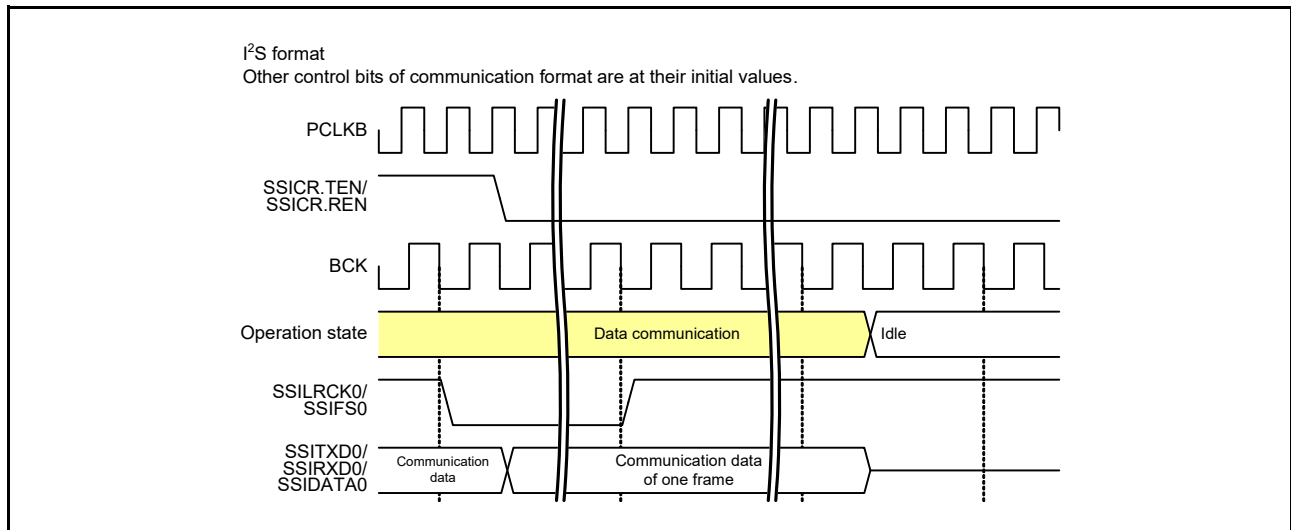 I²S format
Other control bits of communication format are at their initial values.
PCLKB
SSICR.TEN/
SSICR.REN
BCK
Operation state
Data communication
Idle
SSILRCK0/
SSIFS0
SSITXD0/
SSIRXD0/
SSIDATA0
Communication
data
Communication data
of one frame